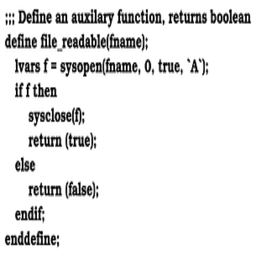 ;;; Define an auxilary function, returns boolean
define file_readable(fname);
lvars f = sysopen(fname, 0, true, `A`);
if f then
sysclose(f);
return (true);
else
return (false);
endif;
enddefine;